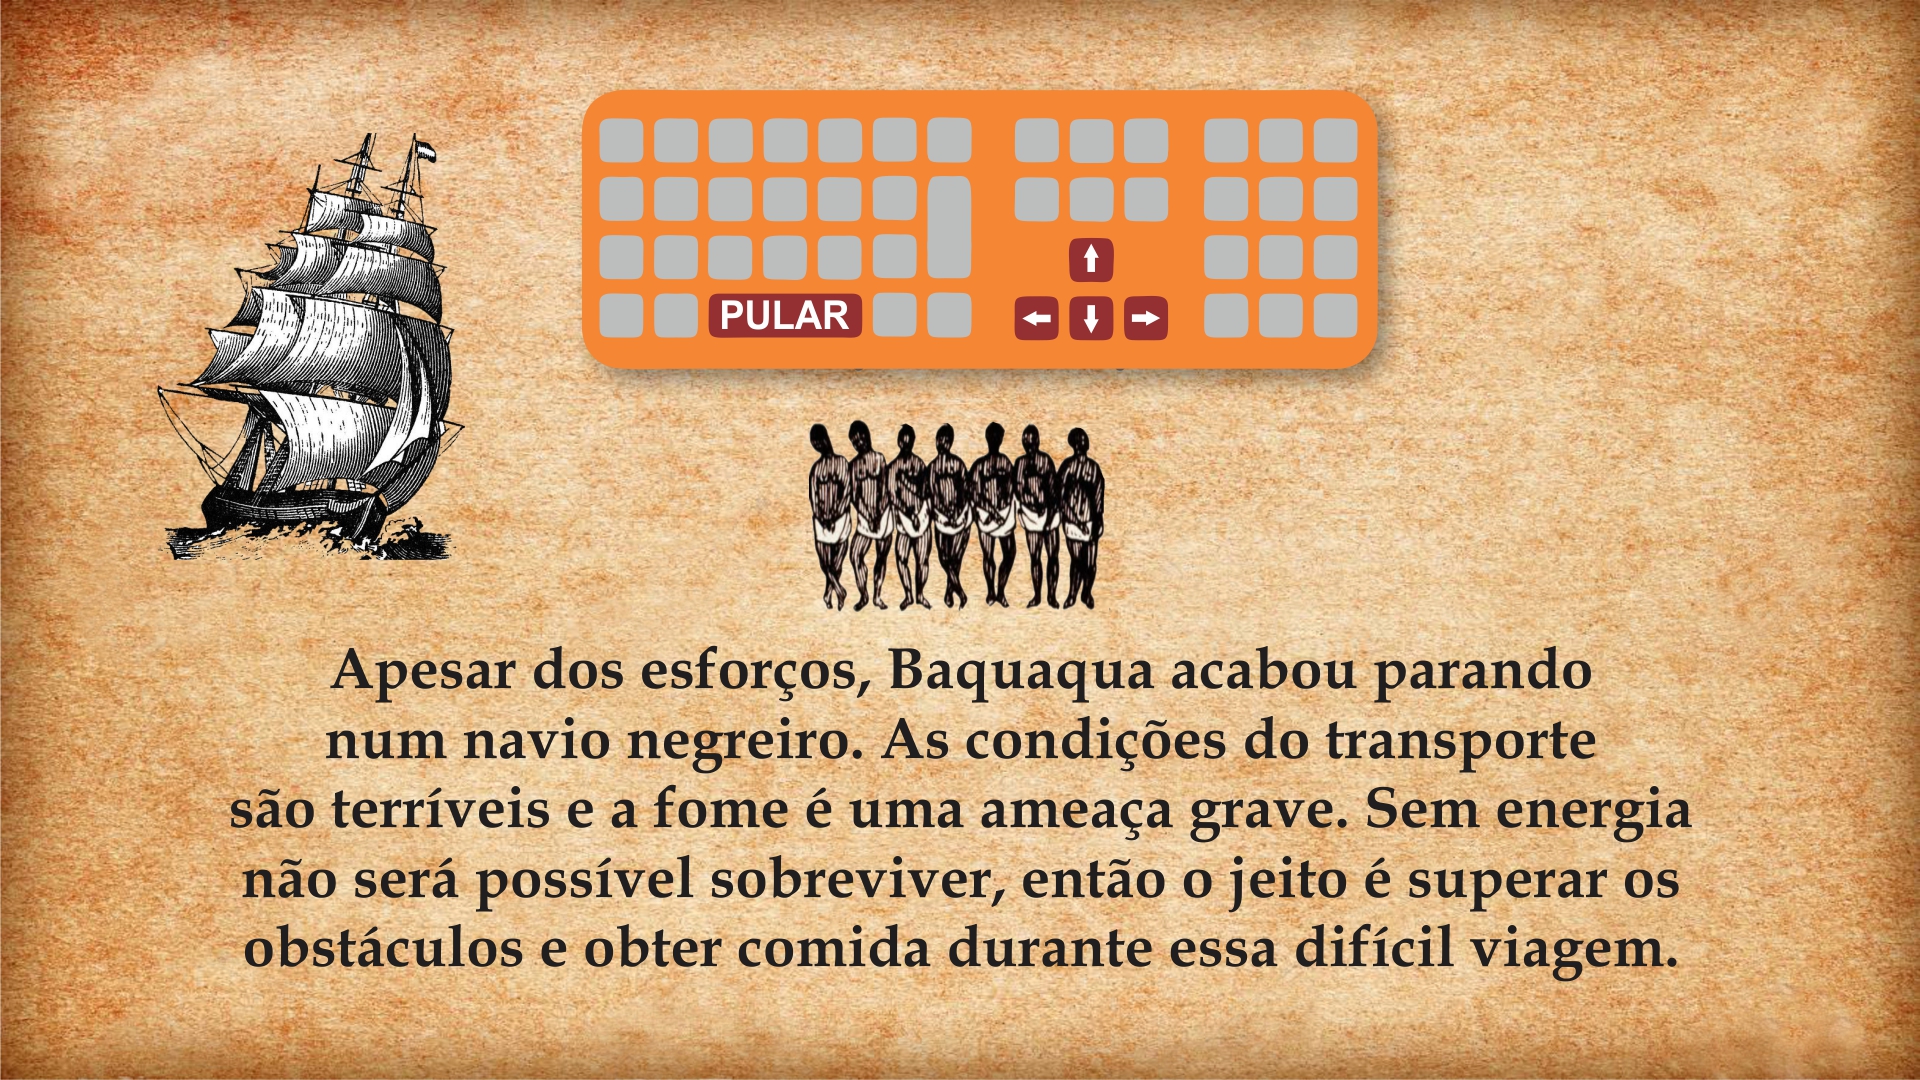 PULAR
Apesar dos esforços, Baquaqua acabou parando
num navio negreiro. As condições do transporte
são terríveis e a fome é uma ameaça grave. Sem energia
não será possível sobreviver, então o jeito é superar os
obstáculos e obter comida durante essa difícil viagem.